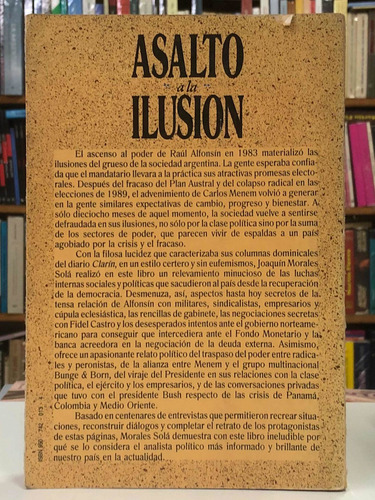 ASALTO
a la
ILUSION
El ascenso al poder de Raúl Alfonsín en 1983 materializó las
ilusiones del grueso de la sociedad argentina. La gente esperaba confia-
da que el mandatario llevara a la práctica sus atractivas promesas electo-
rales. Después del fracaso del Plan Austral y del colapso radical en las
elecciones de 1989, el advenimiento de Carlos Menem volvió a generar
en la gente similares expectativas de cambio, progreso y bienestar. A
sólo dieciocho meses de aquel momento, la sociedad vuelve a sentirse
defraudada en sus ilusiones, no sólo por la clase política sino por la suma
de los sectores de poder, que parecen vivir de espaldas a un país
agobiado por la crisis y el fracaso.
Con la filosa lucidez que caracterizaba sus columnas dominicales
del diario Clarín, en un estilo certero y sin eufemismos, Joaquín Morales
Solá realizó en este libro un relevamiento minucioso de las luchas
internas sociales y políticas que sacudieron al país desde la recuperación
de la democracia. Desmenuza, así, aspectos hasta hoy secretos de la
tensa relación de Alfonsín con militares, sindicalistas, empresarios y
cúpula eclesiástica, las rencillas de gabinete, las negociaciones secretas
con Fidel Castro y los desesperados intentos ante el gobierno norteame-
ricano para conseguir que intercediera ante el Fondo Monetario y la
banca acreedora en la negociación de la deuda externa. Asimismo,
ofrece un apasionante relato político del traspaso del poder entre radica-
les y peronistas, de la alianza entre Menem y el grupo multinacional
Bunge & Born, del viraje del Presidente en sus relaciones con la clase
política, el ejército y los empresarios, y de las conversaciones privadas
que tuvo con el presidente Bush respecto de las crisis de Panamá,
Colombia y Medio Oriente.
Basado en centenares de entrevistas que permitieron recrear situa-
ciones, reconstruir diálogos y completar el retrato de los protagonistas
de estas páginas, Morales Solá demuestra con este libro ineludible por
qué se lo considera el analista político más informado y brillante de
nuestro país en la actualidad.